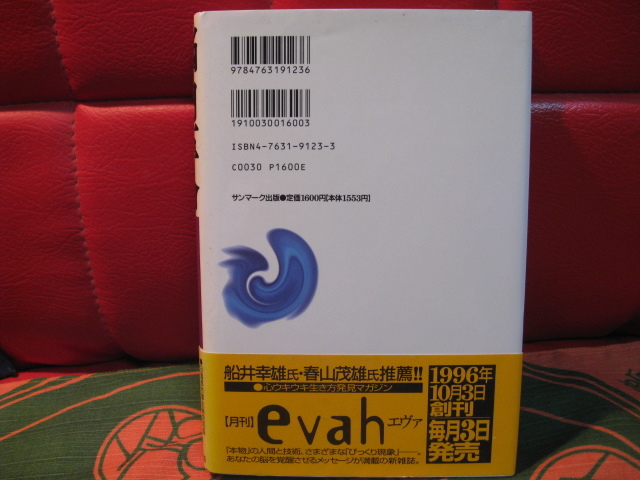 9784763191236
1910030016003
ISBN4-7631-9123-3
C0030 P1600E
サンマーク出版●定価1600円[本体1553円]
船井幸雄氏・春山茂雄氏推薦!!
●心ウキウキ生き方発見マガジン
【月刊】evah エヴァ
「本物」の人間と技術、さまざまな「びっくり現象」——。
あなたの脳を覚醒させるメッセージが満載の新雑誌。
1996年
10月3日
創刊
毎月3日
発売